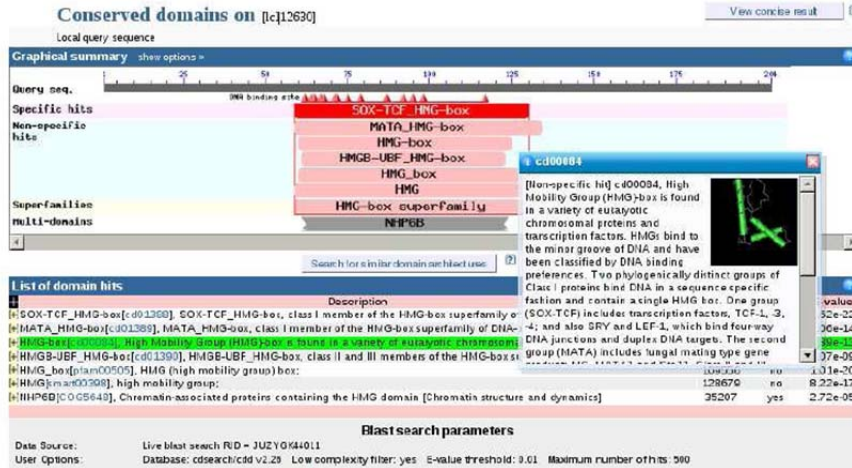 Conserved domains on [lcl|12630]
View concise result
Local query sequence
Graphical summary show options »
1 25 50 75 100 125 150 175 204
Query seq.
DNA binding site
Specific hits
SOX-TCF_HMG-box
Non-specific hits
MATA_HMG-box
HMG-box
HMGB-UBF_HMG-box
HMG_box
HMG
Superfamilies
HMG-box superfamily
Multi-domains
NHP6B
cd00084
[Non-specific hit] cd00084, High
Mobility Group (HMG)-box is found
in a variety of eukaryotic
chromosomal proteins and
transcription factors. HMGs bind to
the minor groove of DNA and have
been classified by DNA binding
preferences. Two phylogenically distinct groups of
Class I proteins bind DNA in a sequence specific
fashion and contain a single HMG box. One group
(SOX-TCF) includes transcription factors, TCF-1, -3,
-4; and also SRY and LEF-1, which bind four-way
DNA junctions and duplex DNA targets. The second
group (MATA) includes fungal mating type gene
Search for similar domain architectures
List of domain hits
Description
SOX-TCF_HMG-box[cd01388], SOX-TCF_HMG-box, class I member of the HMG-box superfamily of
MATA_HMG-box[cd01389], MATA_HMG-box, class I member of the HMG-box superfamily of DNA-
HMG-box[cd00084], High Mobility Group (HMG)-box is found in a variety of eukaryotic chromosoma
HMGB-UBF_HMG-box[cd01390], HMGB-UBF_HMG-box, class II and III members of the HMG-box su
HMG_box[pfam00505], HMG (high mobility group) box; no
HMG[smart00398], high mobility group; 128679 no 8.22e-17
NHP6B[COG5648], Chromatin-associated proteins containing the HMG domain [Chromatin structure and dynamics] 35207 yes 2.72e-05
Blast search parameters
Data Source: Live blast search RID = JUZYGK44011
User Options: Database: cdsearch/cdd v2.26 Low complexity filter: yes E-value threshold: 0.01 Maximum number of hits: 500